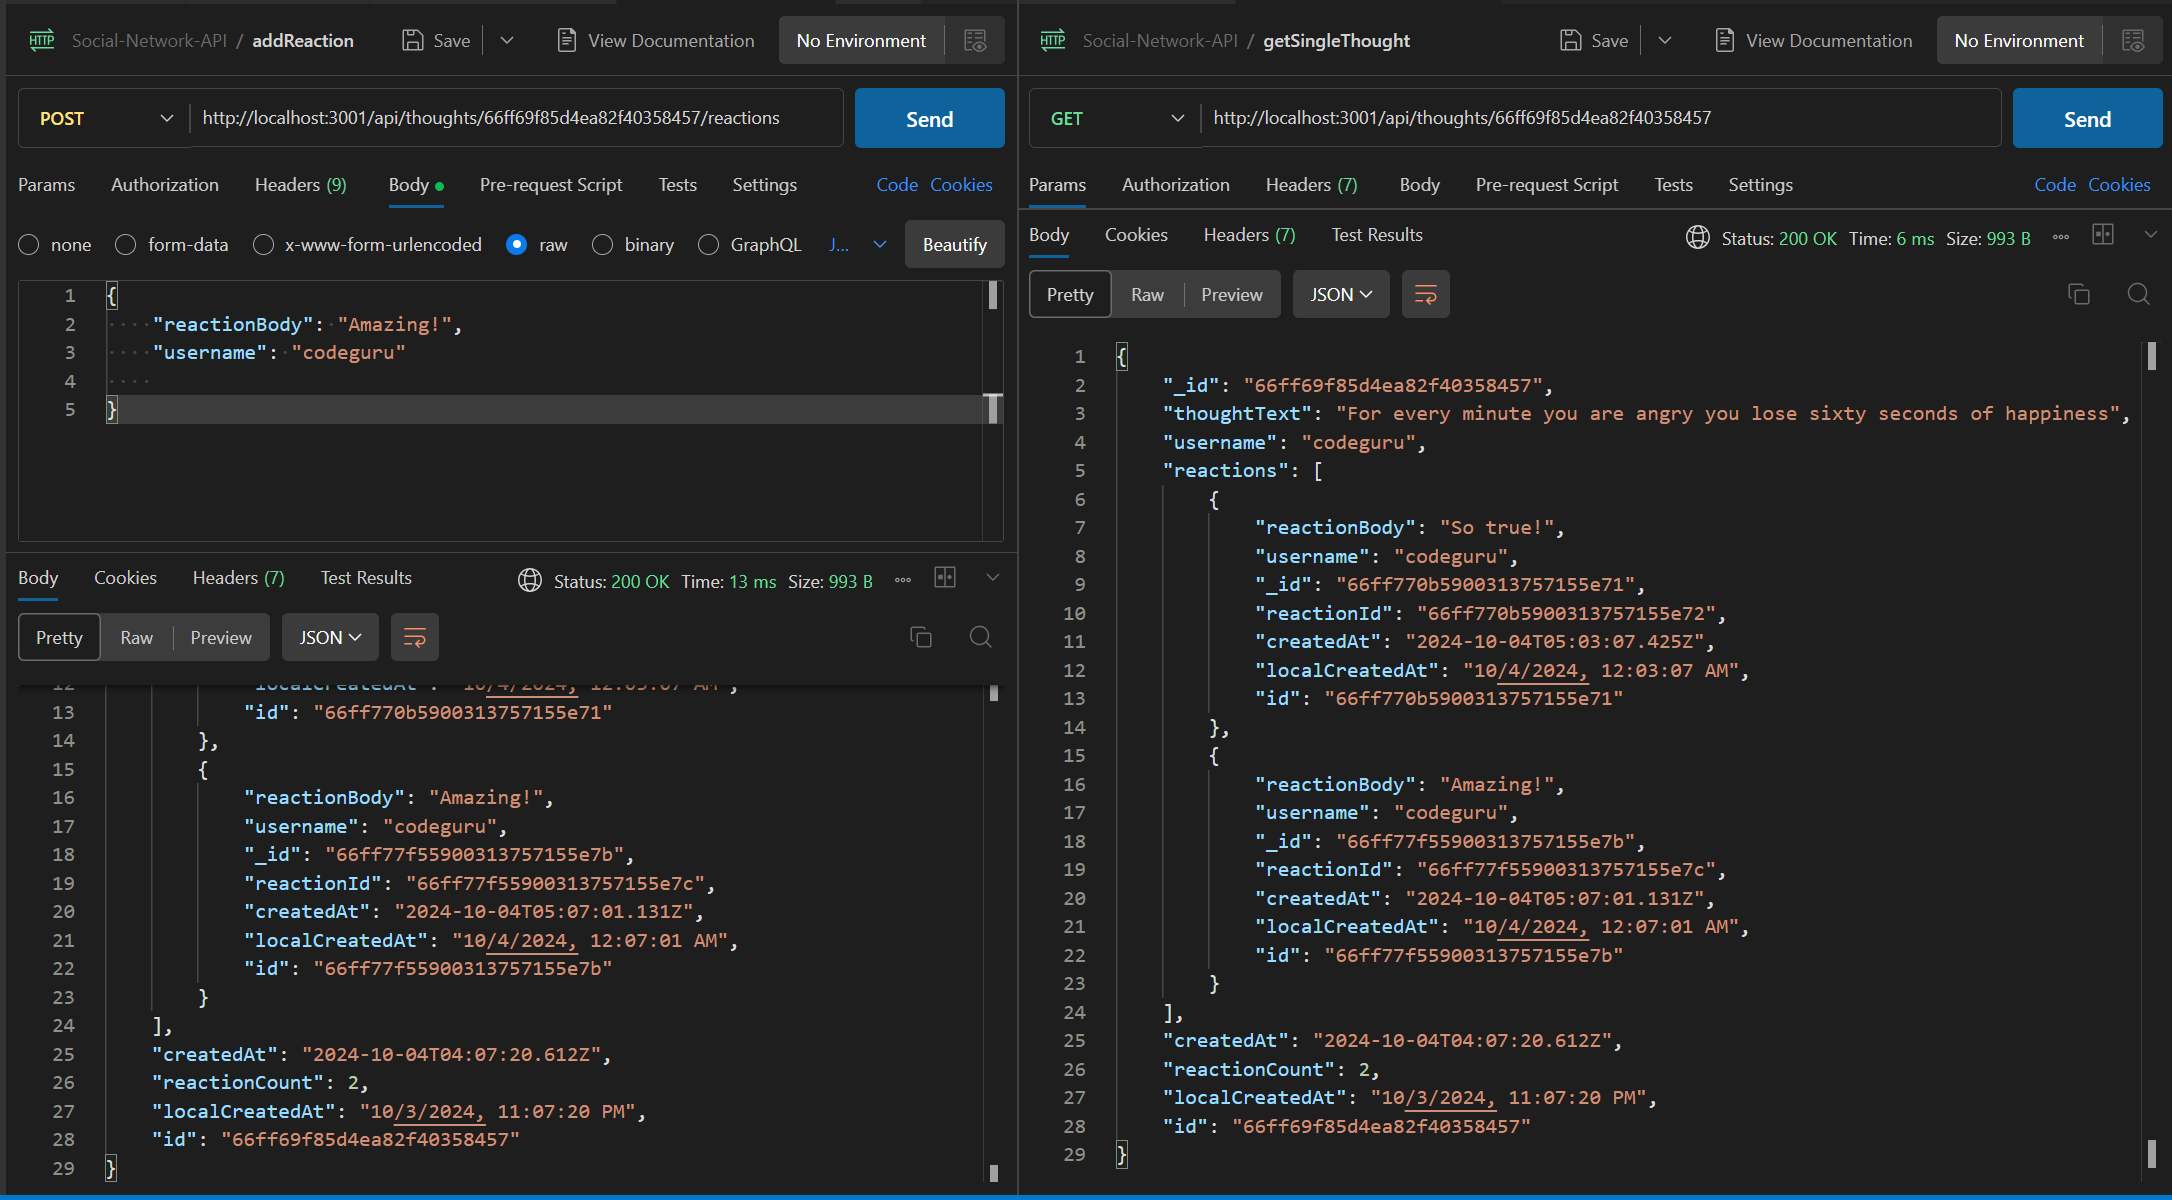 HTTP Social-Network-API / addReaction Save View Documentation No Environment
POST http://localhost:3001/api/thoughts/66ff69f85d4ea82f40358457/reactions Send
Params Authorization Headers (9) Body Pre-request Script Tests Settings Code Cookies
none form-data x-www-form-urlencoded raw binary GraphQL J... Beautify
1 {
2 "reactionBody": "Amazing!",
3 "username": "codeguru"
4
5 }
Body Cookies Headers (7) Test Results Status: 200 OK Time: 13 ms Size: 993 B
Pretty Raw Preview JSON
12 "localCreatedAt": "10/4/2024, 12:03:07 AM",
13 "id": "66ff770b5900313757155e71"
14 },
15 {
16 "reactionBody": "Amazing!",
17 "username": "codeguru",
18 "_id": "66ff77f55900313757155e7b",
19 "reactionId": "66ff77f55900313757155e7c",
20 "createdAt": "2024-10-04T05:07:01.131Z",
21 "localCreatedAt": "10/4/2024, 12:07:01 AM",
22 "id": "66ff77f55900313757155e7b"
23 }
24 ],
25 "createdAt": "2024-10-04T04:07:20.612Z",
26 "reactionCount": 2,
27 "localCreatedAt": "10/3/2024, 11:07:20 PM",
28 "id": "66ff69f85d4ea82f40358457"
29 }
HTTP Social-Network-API / getSingleThought Save View Documentation No Environment
GET http://localhost:3001/api/thoughts/66ff69f85d4ea82f40358457 Send
Params Authorization Headers (7) Body Pre-request Script Tests Settings Code Cookies
Body Cookies Headers (7) Test Results Status: 200 OK Time: 6 ms Size: 993 B
Pretty Raw Preview JSON
1 {
2 "_id": "66ff69f85d4ea82f40358457",
3 "thoughtText": "For every minute you are angry you lose sixty seconds of happiness",
4 "username": "codeguru",
5 "reactions": [
6 {
7 "reactionBody": "So true!",
8 "username": "codeguru",
9 "_id": "66ff770b5900313757155e71",
10 "reactionId": "66ff770b5900313757155e72",
11 "createdAt": "2024-10-04T05:03:07.425Z",
12 "localCreatedAt": "10/4/2024, 12:03:07 AM",
13 "id": "66ff770b5900313757155e71"
14 },
15 {
16 "reactionBody": "Amazing!",
17 "username": "codeguru",
18 "_id": "66ff77f55900313757155e7b",
19 "reactionId": "66ff77f55900313757155e7c",
20 "createdAt": "2024-10-04T05:07:01.131Z",
21 "localCreatedAt": "10/4/2024, 12:07:01 AM",
22 "id": "66ff77f55900313757155e7b"
23 }
24 ],
25 "createdAt": "2024-10-04T04:07:20.612Z",
26 "reactionCount": 2,
27 "localCreatedAt": "10/3/2024, 11:07:20 PM",
28 "id": "66ff69f85d4ea82f40358457"
29 }